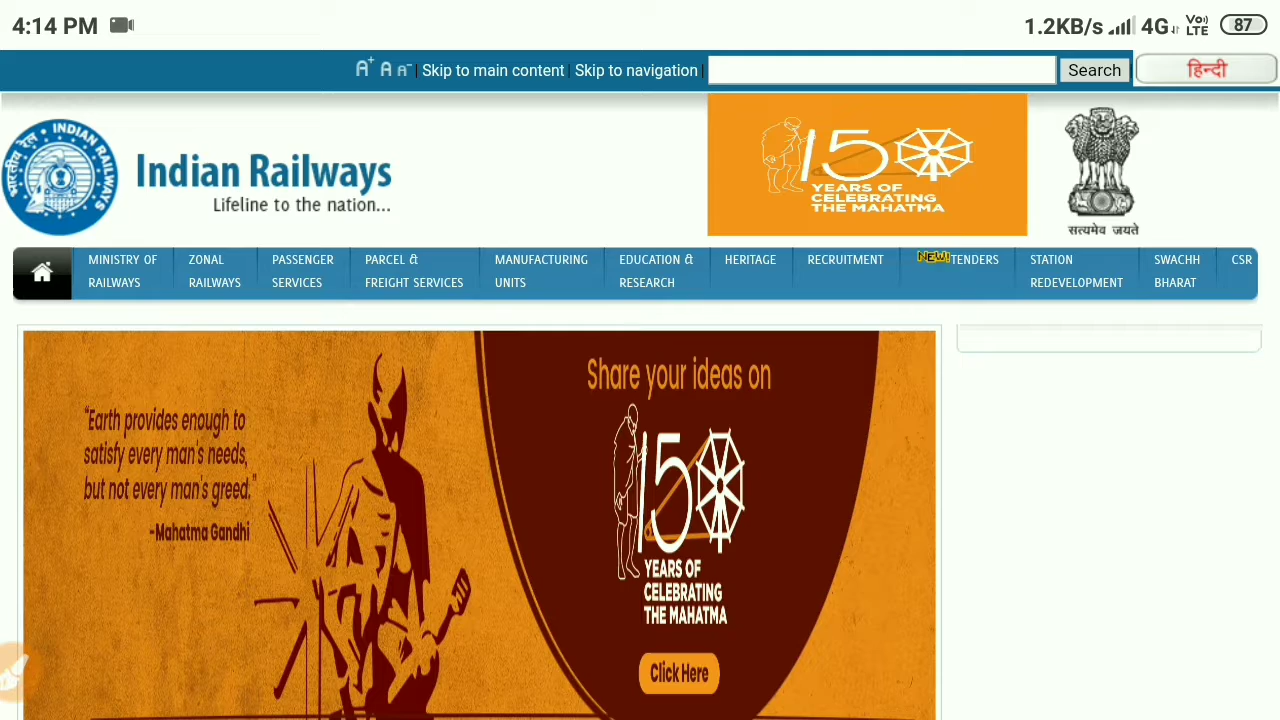 4:14 PM 1.2KB/s 4G Vo)) LTE 87
A+ A A- Skip to main content Skip to navigation Search हिन्दी
भारतीय रेल INDIAN RAILWAYS
Indian Railways
Lifeline to the nation...
150
YEARS OF
CELEBRATING
THE MAHATMA
सत्यमेव जयते
MINISTRY OF
RAILWAYS
ZONAL
RAILWAYS
PASSENGER
SERVICES
PARCEL &
FREIGHT SERVICES
MANUFACTURING
UNITS
EDUCATION &
RESEARCH
HERITAGE
RECRUITMENT
NEW! TENDERS
STATION
REDEVELOPMENT
SWACHH
BHARAT
CSR
"Earth provides enough to
satisfy every man's needs,
but not every man's greed."
-Mahatma Gandhi
Share your ideas on
150
YEARS OF
CELEBRATING
THE MAHATMA
Click Here